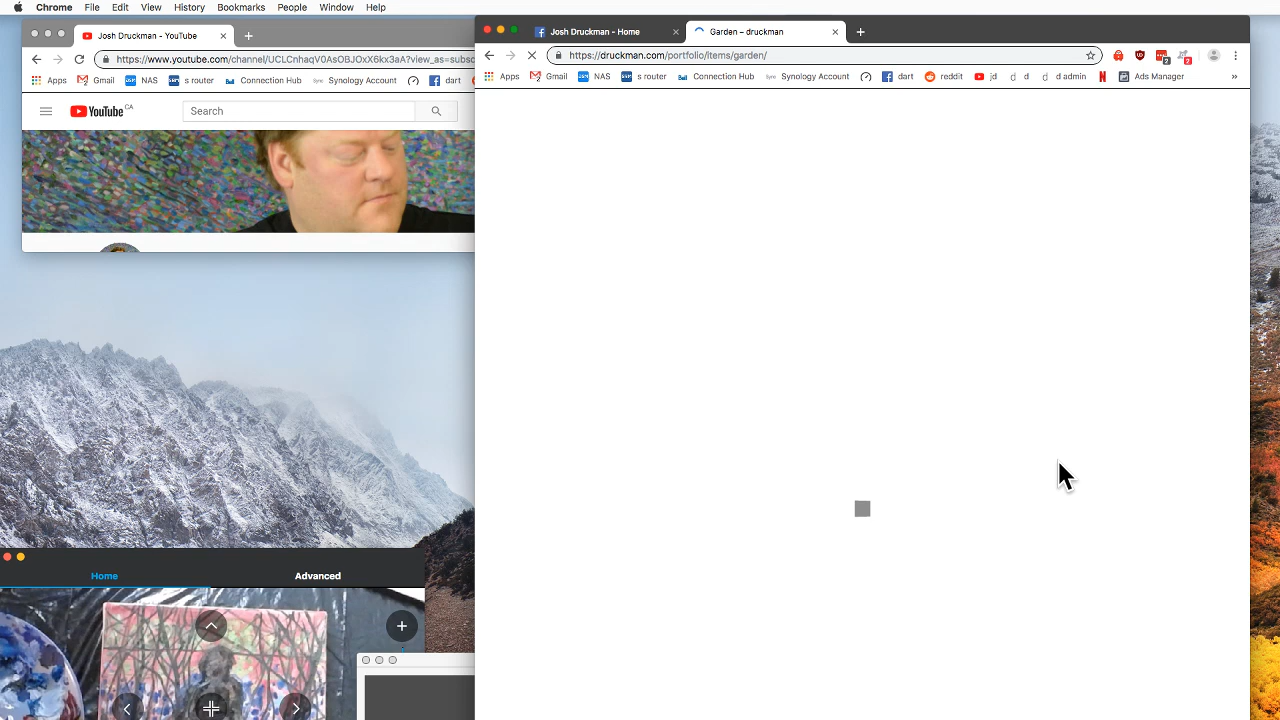 Chrome File Edit View History Bookmarks People Window Help
Josh Druckman - YouTube
https://www.youtube.com/channel/UCLCnhaqV0AsOBJOxX6kx3aA?view_as=subsc
Apps Gmail NAS s router Connection Hub Synology Account dart
YouTube CA
Search
Josh Druckman - Home
Garden – druckman
https://druckman.com/portfolio/items/garden/
2 2
Apps Gmail NAS s router Connection Hub Synology Account dart reddit jd d d admin Ads Manager »
Home Advanced